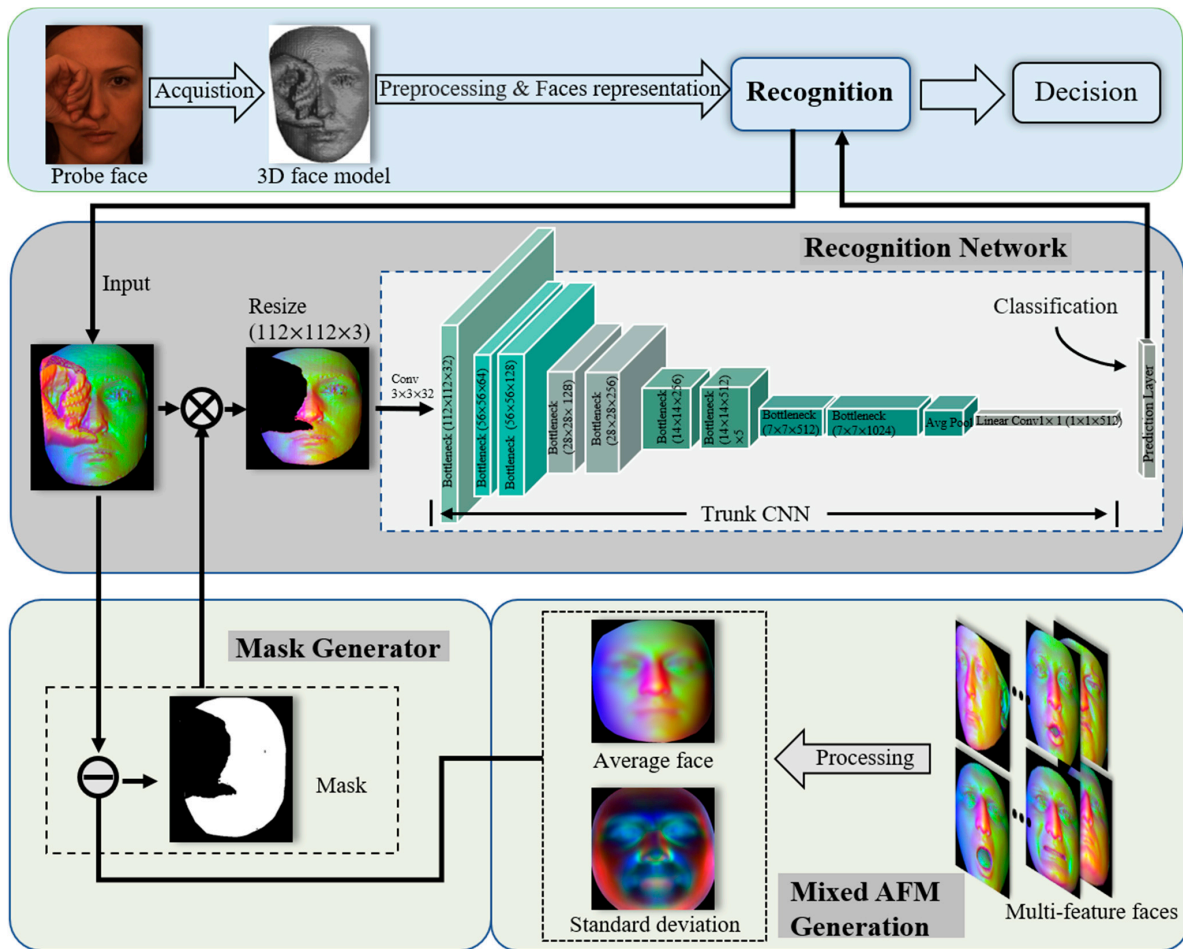 Acquistion
Preprocessing & Faces representation
Recognition
Decision
Probe face
3D face model
Recognition Network
Input
Resize
(112×112×3)
Classification
Conv
3×3×32
Bottleneck (112×112×32)
Bottleneck (56×56×64)
Bottleneck (56×56×128)
Bottleneck
(28×28× 128)
Bottleneck
(28×28×256)
Bottleneck
(14×14×256)
Bottleneck
(14×14×512)
×5
Bottleneck
(7×7×512)
Bottleneck
(7×7×1024)
Avg Pool
Linear Conv1× 1 (1×1×512)
Prediction Layer
Trunk CNN
Mask Generator
Mask
Average face
Processing
Standard deviation
Mixed AFM
Generation
Multi-feature faces